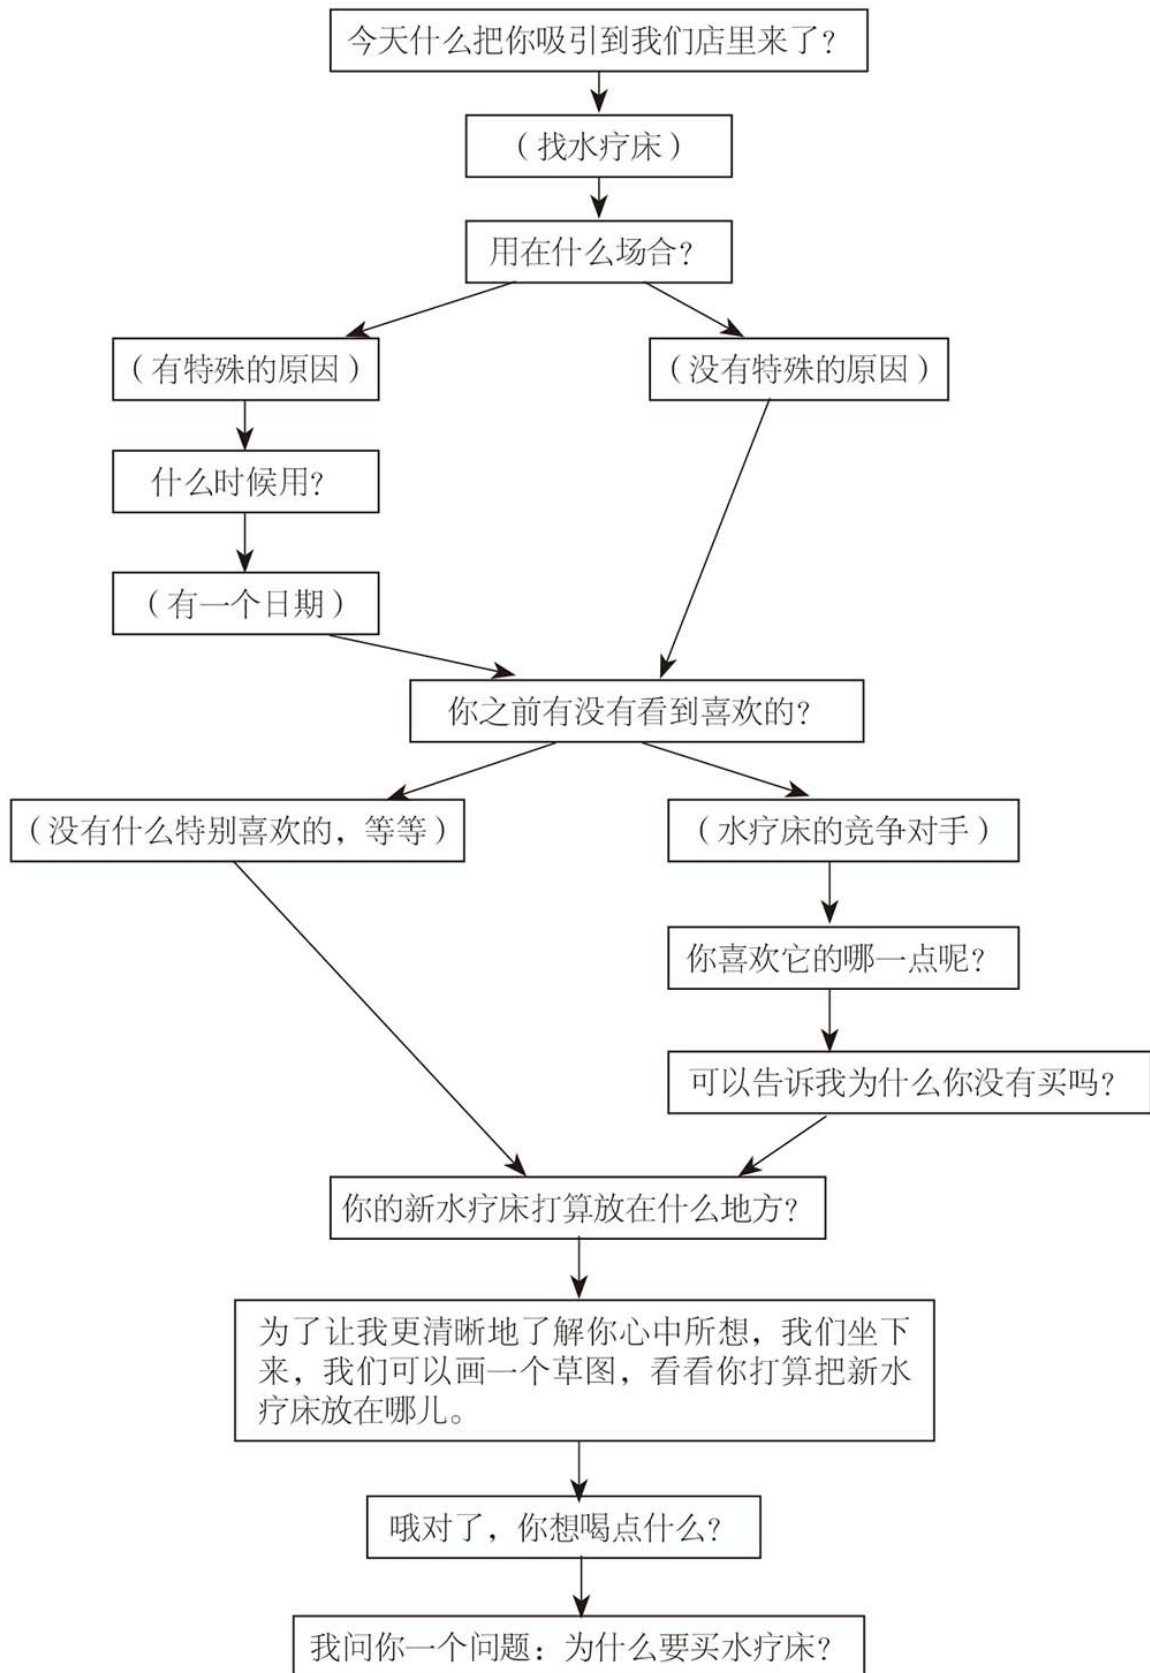 今天什么把你吸引到我们店里来了？
（找水疗床）
用在什么场合？
（有特殊的原因）
（没有特殊的原因）
什么时候用？
（有一个日期）
你之前有没有看到喜欢的？
（没有什么特别喜欢的，等等）
（水疗床的竞争对手）
你喜欢它的哪一点呢？
可以告诉我为什么你没有买吗？
你的新水疗床打算放在什么地方？
为了让我更清晰地了解你心中所想，我们坐下
来，我们可以画一个草图，看看你打算把新水
疗床放在哪儿。
哦对了，你想喝点什么？
我问你一个问题：为什么要买水疗床？